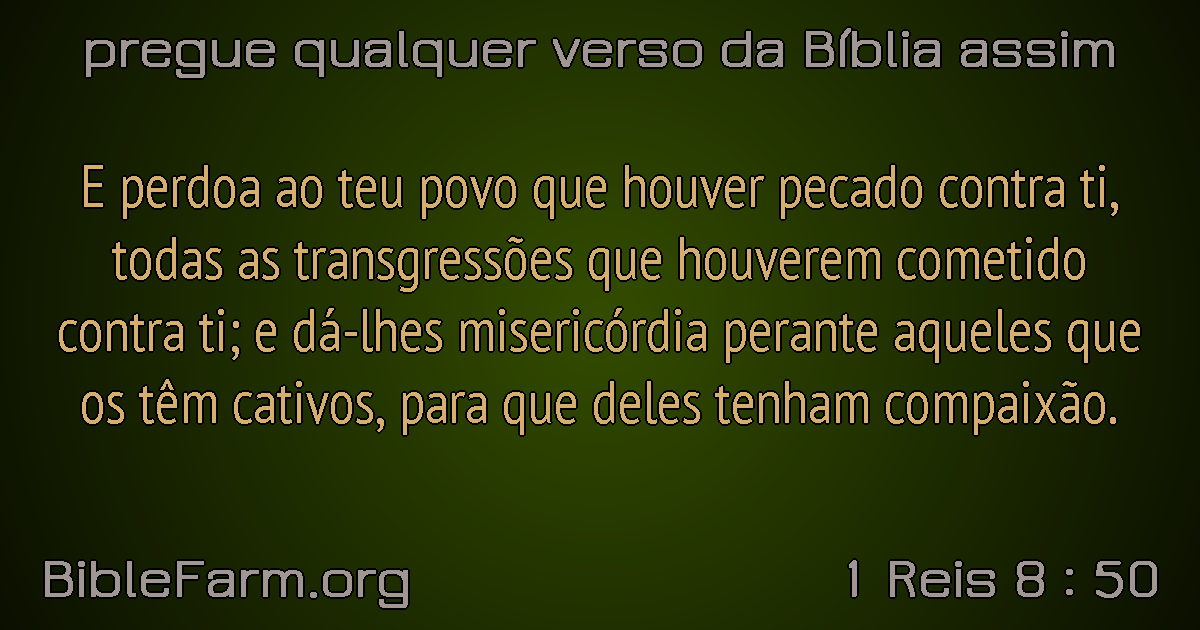 pregue qualquer verso da Bíblia assim
E perdoa ao teu povo que houver pecado contra ti,
todas as transgressões que houverem cometido
contra ti; e dá-lhes misericórdia perante aqueles que
os têm cativos, para que deles tenham compaixão.
BibleFarm.org
1 Reis 8 : 50